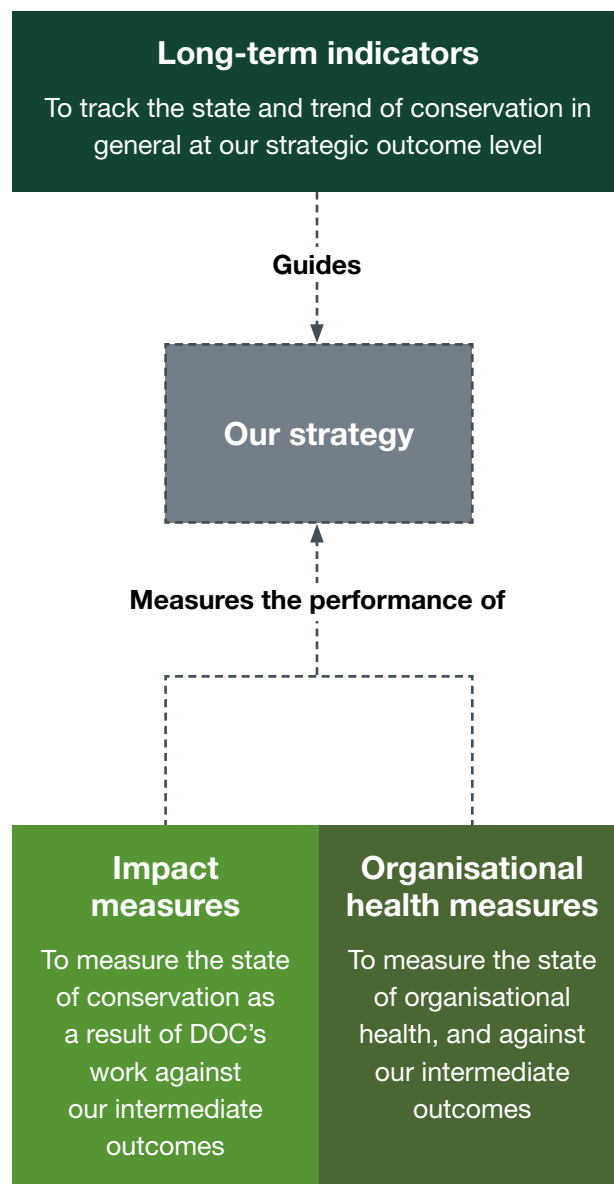 Long-term indicators
To track the state and trend of conservation in
general at our strategic outcome level
Guides
Our strategy
Measures the performance of
Impact
measures
To measure the state
of conservation as
a result of DOC’s
work against
our intermediate
outcomes
Organisational
health measures
To measure the state
of organisational
health, and against
our intermediate
outcomes